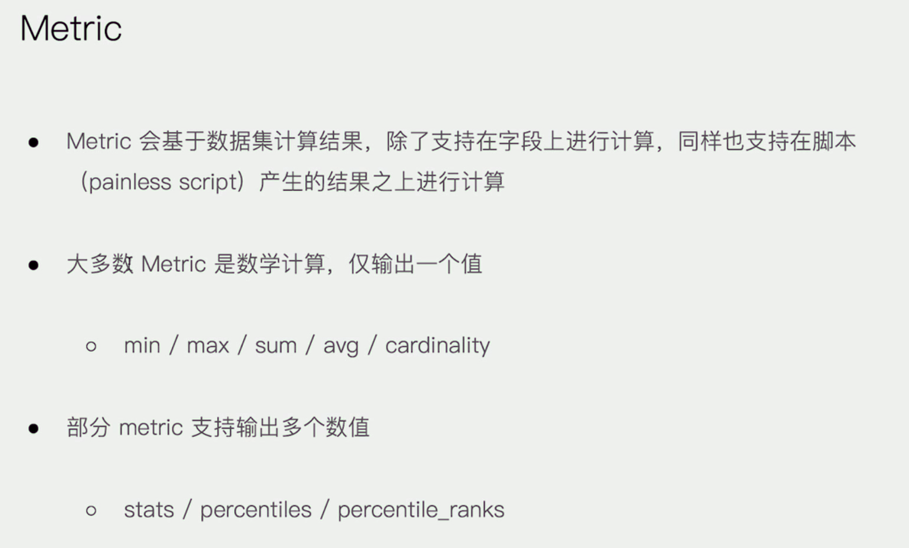 Metric
● Metric 会基于数据集计算结果，除了支持在字段上进行计算，同样也支持在脚本
（painless script）产生的结果之上进行计算
● 大多数 Metric 是数学计算，仅输出一个值
○ min / max / sum / avg / cardinality
● 部分 metric 支持输出多个数值
○ stats / percentiles / percentile_ranks